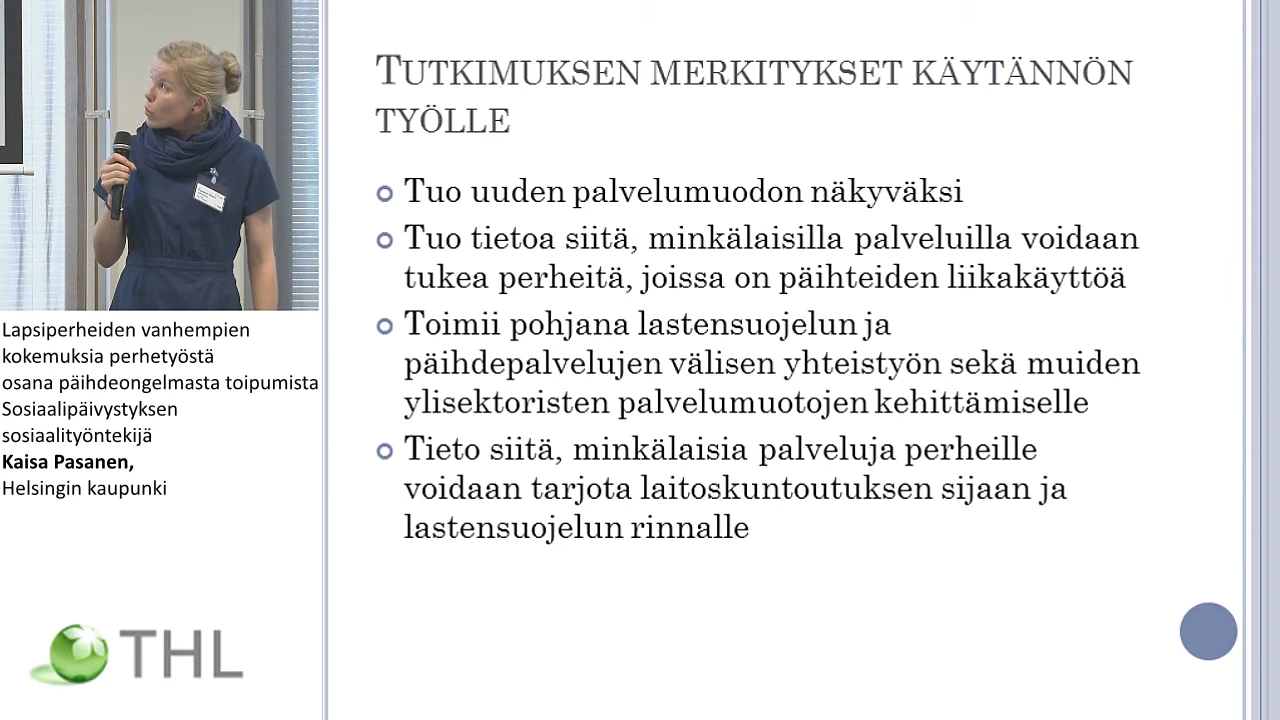 TUTKIMUKSEN MERKITYKSET KÄYTÄNNÖN
TYÖLLE
Tuo uuden palvelumuodon näkyväksi
Tuo tietoa siitä, minkälaisilla palveluilla voidaan
tukea perheitä, joissa on päihteiden liikakäyttöä
Toimii pohjana lastensuojelun ja
päihdepalvelujen välisen yhteistyön sekä muiden
ylisektoristen palvelumuotojen kehittämiselle
Tieto siitä, minkälaisia palveluja perheille
voidaan tarjota laitoskuntoutuksen sijaan ja
lastensuojelun rinnalle
Lapsiperheiden vanhempien
kokemuksia perhetyöstä
osana päihdeongelmasta toipumista
Sosiaalipäivystyksen
sosiaalityöntekijä
Kaisa Pasanen,
Helsingin kaupunki
THL